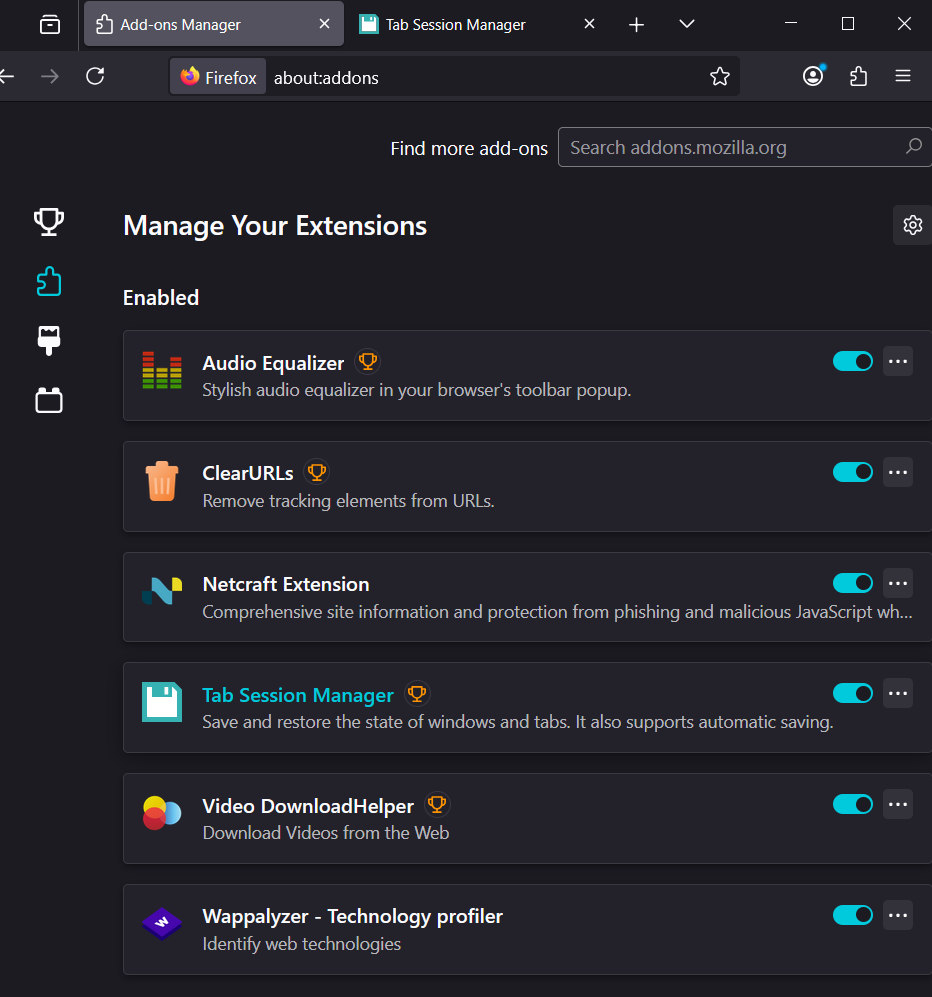 Add-ons Manager
Tab Session Manager
Firefox
about:addons
Find more add-ons
Search addons.mozilla.org
Manage Your Extensions
Enabled
Audio Equalizer
Stylish audio equalizer in your browser's toolbar popup.
ClearURLs
Remove tracking elements from URLs.
Netcraft Extension
Comprehensive site information and protection from phishing and malicious JavaScript wh...
Tab Session Manager
Save and restore the state of windows and tabs. It also supports automatic saving.
Video DownloadHelper
Download Videos from the Web
W
Wappalyzer - Technology profiler
Identify web technologies